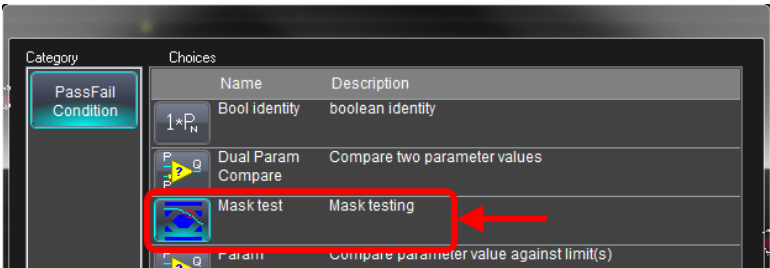 Category
Choices
PassFail
Condition
Name Description
1*PN
Bool identity boolean identity
P Q
?
P
Dual Param
Compare
Compare two parameter values
Mask test Mask testing
P Q
?
Param Compare parameter value against limit(s)